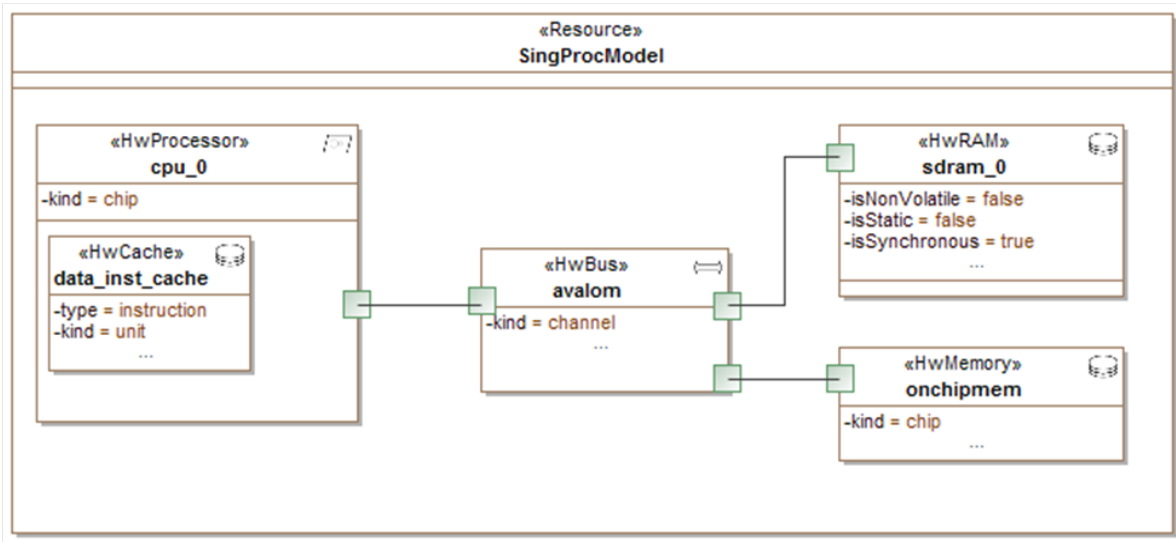 «Resource»
SingProcModel
«HwProcessor»
cpu_0
-kind = chip
«HwCache»
data_inst_cache
-type = instruction
-kind = unit
...
«HwBus»
avalom
-kind = channel
...
«HwRAM»
sdram_0
-isNonVolatile = false
-isStatic = false
-isSynchronous = true
...
«HwMemory»
onchipmem
-kind = chip
...